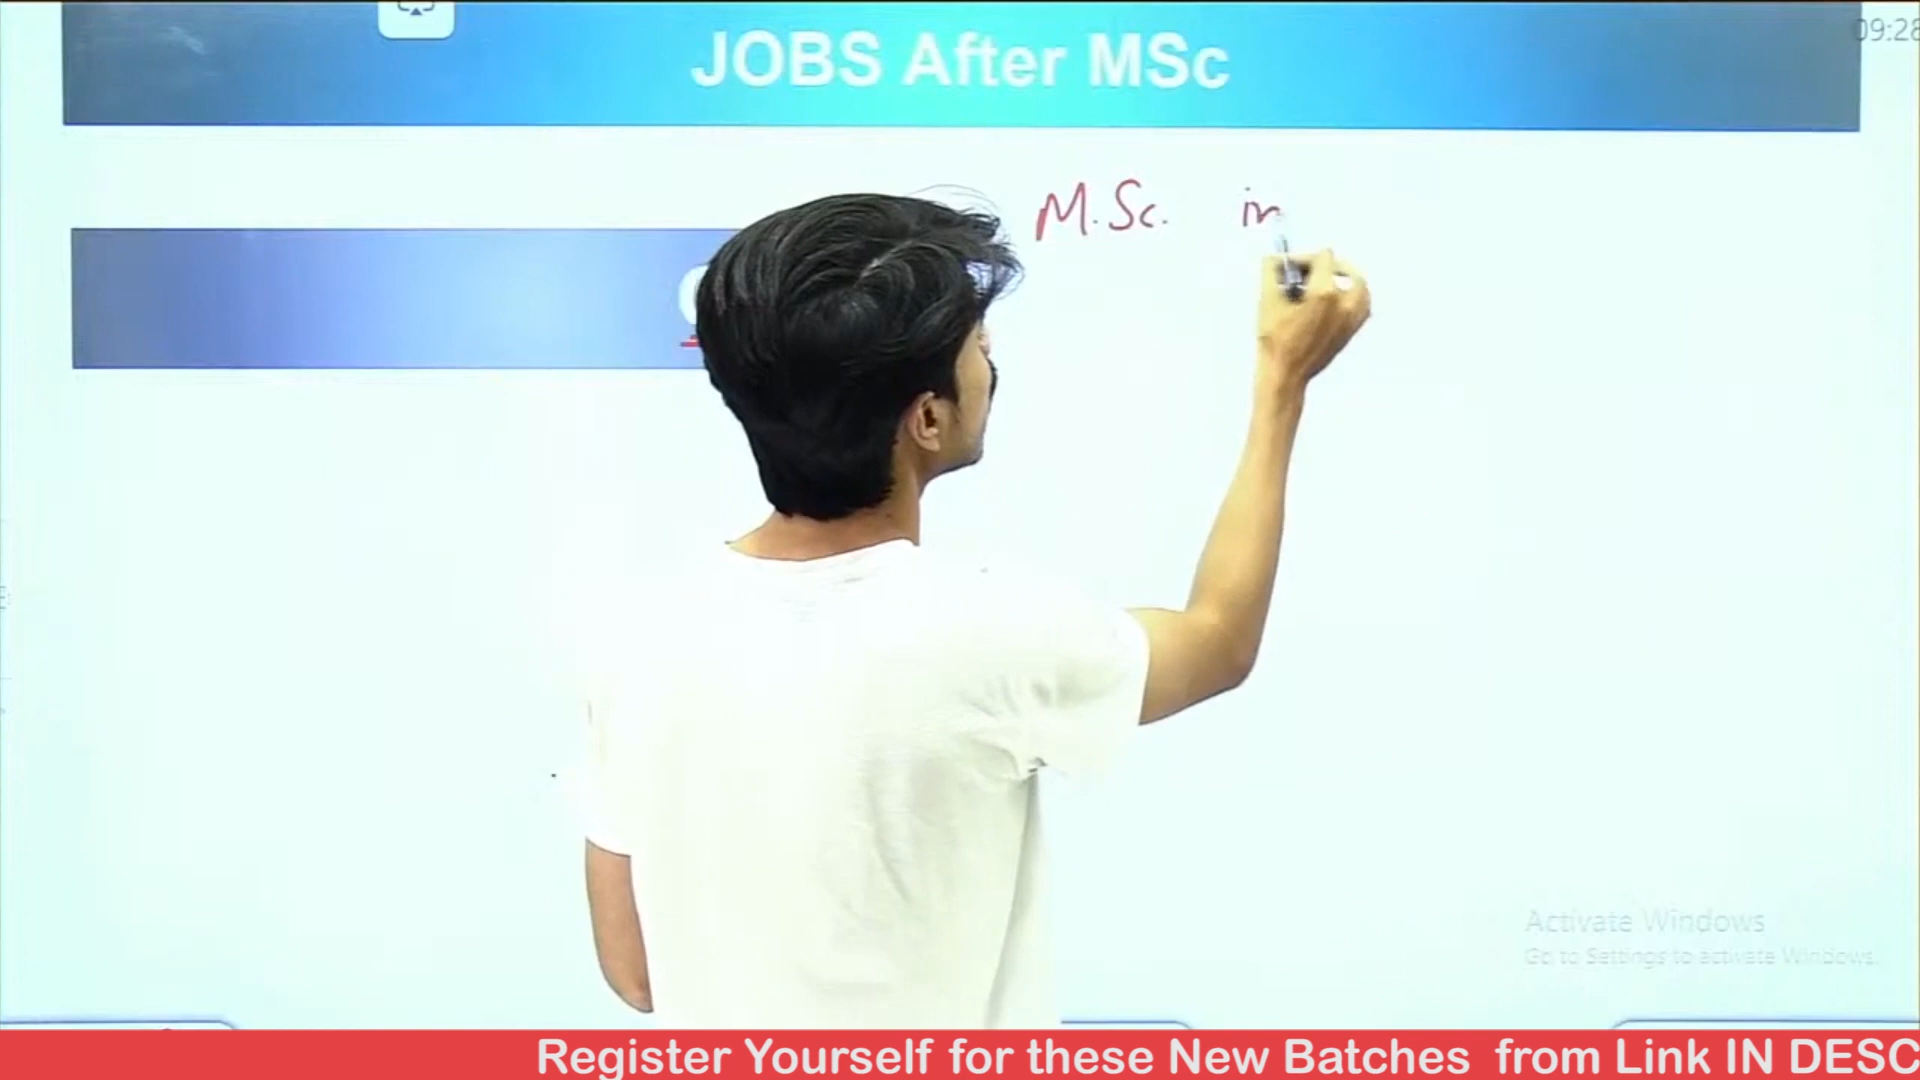 JOBS After MSc
09:28
M.Sc. in
Activate Windows
Go to Settings to activate Windows.
Register Yourself for these New Batches from Link IN DESC